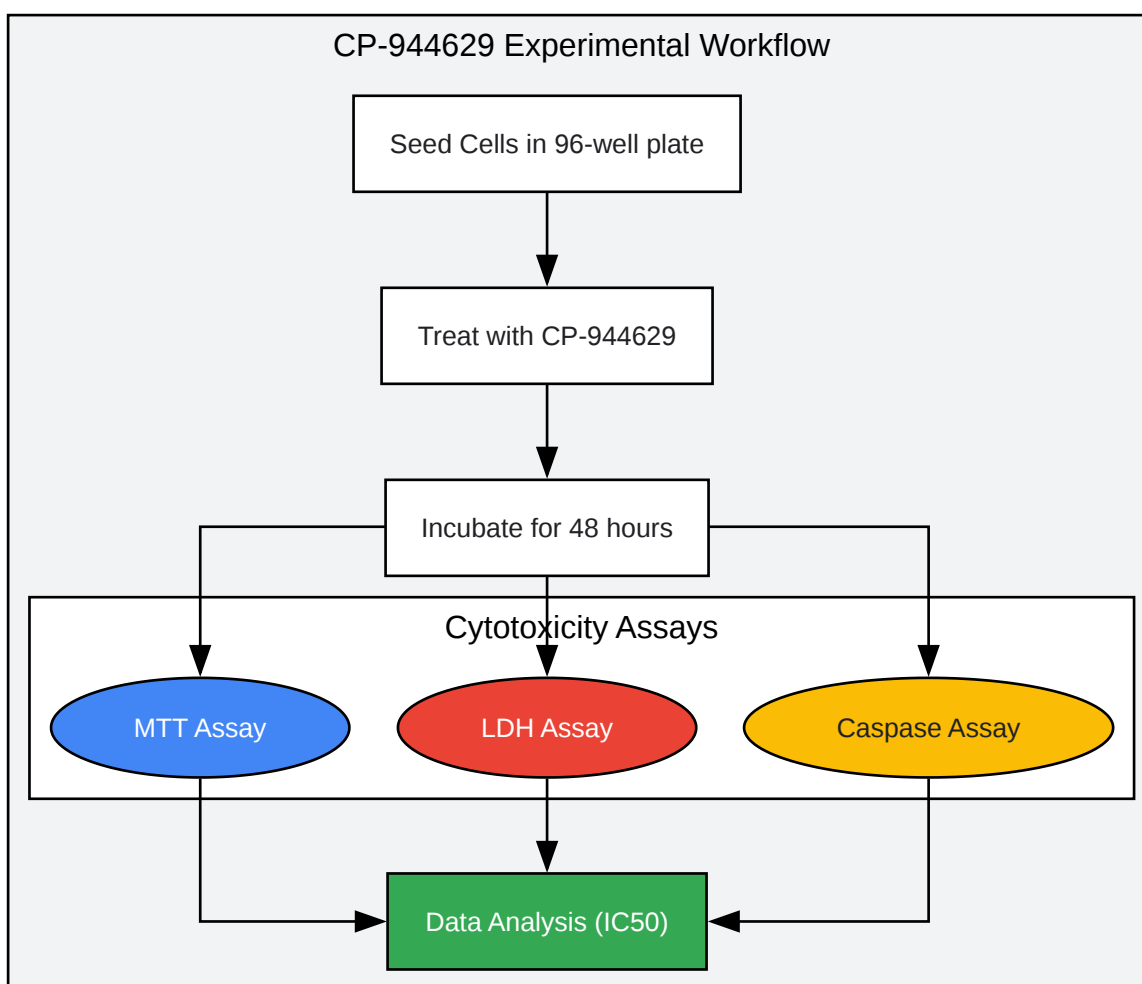 CP-944629 Experimental Workflow
Seed Cells in 96-well plate
Treat with CP-944629
Incubate for 48 hours
Cytotoxicity Assays
MTT Assay
LDH Assay
Caspase Assay
Data Analysis (IC50)